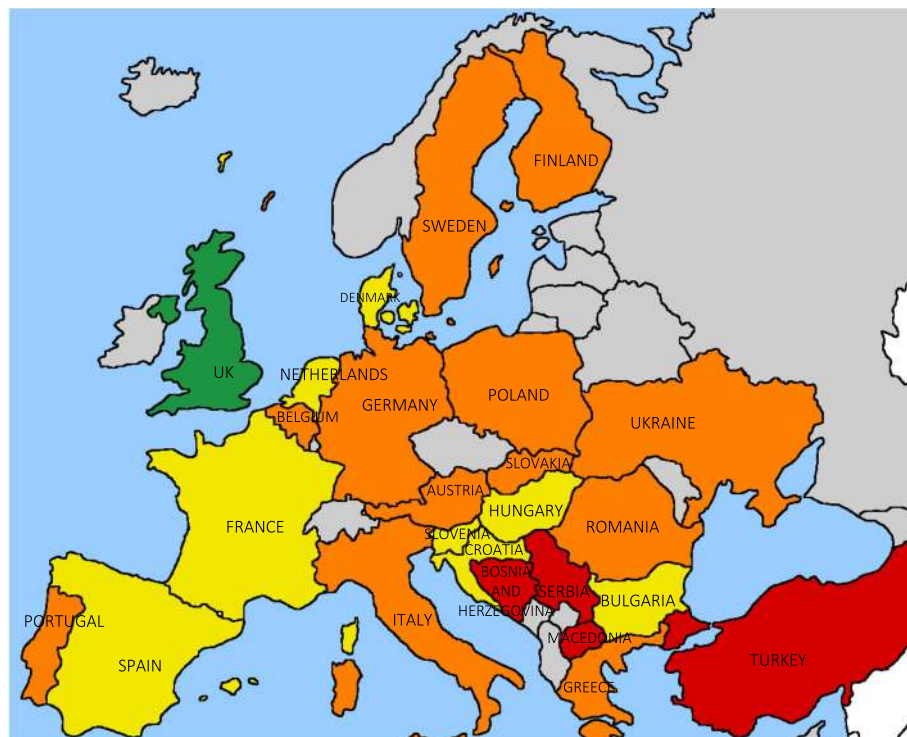 FINLAND
SWEDEN
DENMARK
UK
NETHERLANDS
GERMANY
POLAND
BELGIUM
UKRAINE
SLOVAKIA
AUSTRIA
HUNGARY
FRANCE
ROMANIA
SLOVENIA
CROATIA
BOSNIA
AND
HERZEGOVINA
SERBIA
BULGARIA
PORTUGAL
ITALY
MACEDONIA
SPAIN
TURKEY
GREECE